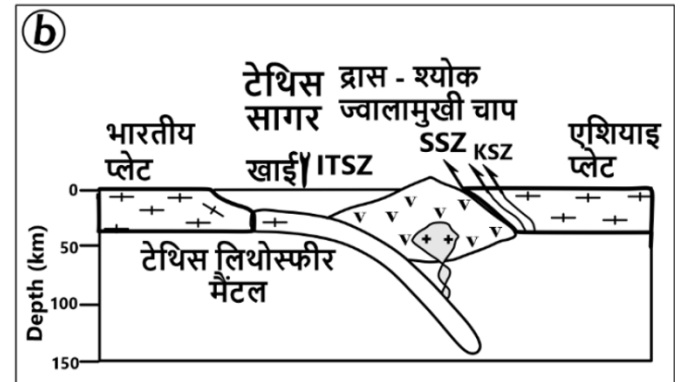 b
टेथिस
सागर
द्रास - श्योक
ज्वालामुखी चाप
भारतीय
प्लेट
खाई
ITSZ
SSZ
KSZ
एशियाइ
प्लेट
टेथिस लिथोस्फीर
मैंटल
Depth (km)
0
50
100
150
v
v
v
v
v
v
v